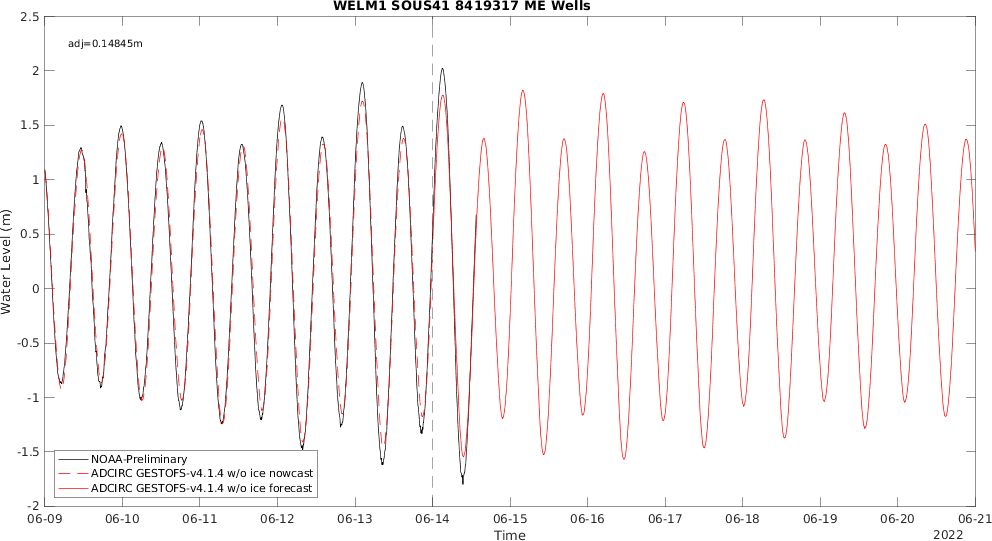 WELM1 SOUS41 8419317 ME Wells
adj=0.14845m
Water Level (m)
2.5
2
1.5
1
0.5
0
-0.5
-1
-1.5
-2
NOAA-Preliminary
ADCIRC GESTOFS-v4.1.4 w/o ice nowcast
ADCIRC GESTOFS-v4.1.4 w/o ice forecast
06-09 06-10 06-11 06-12 06-13 06-14 06-15 06-16 06-17 06-18 06-19 06-20 06-21
Time
2022